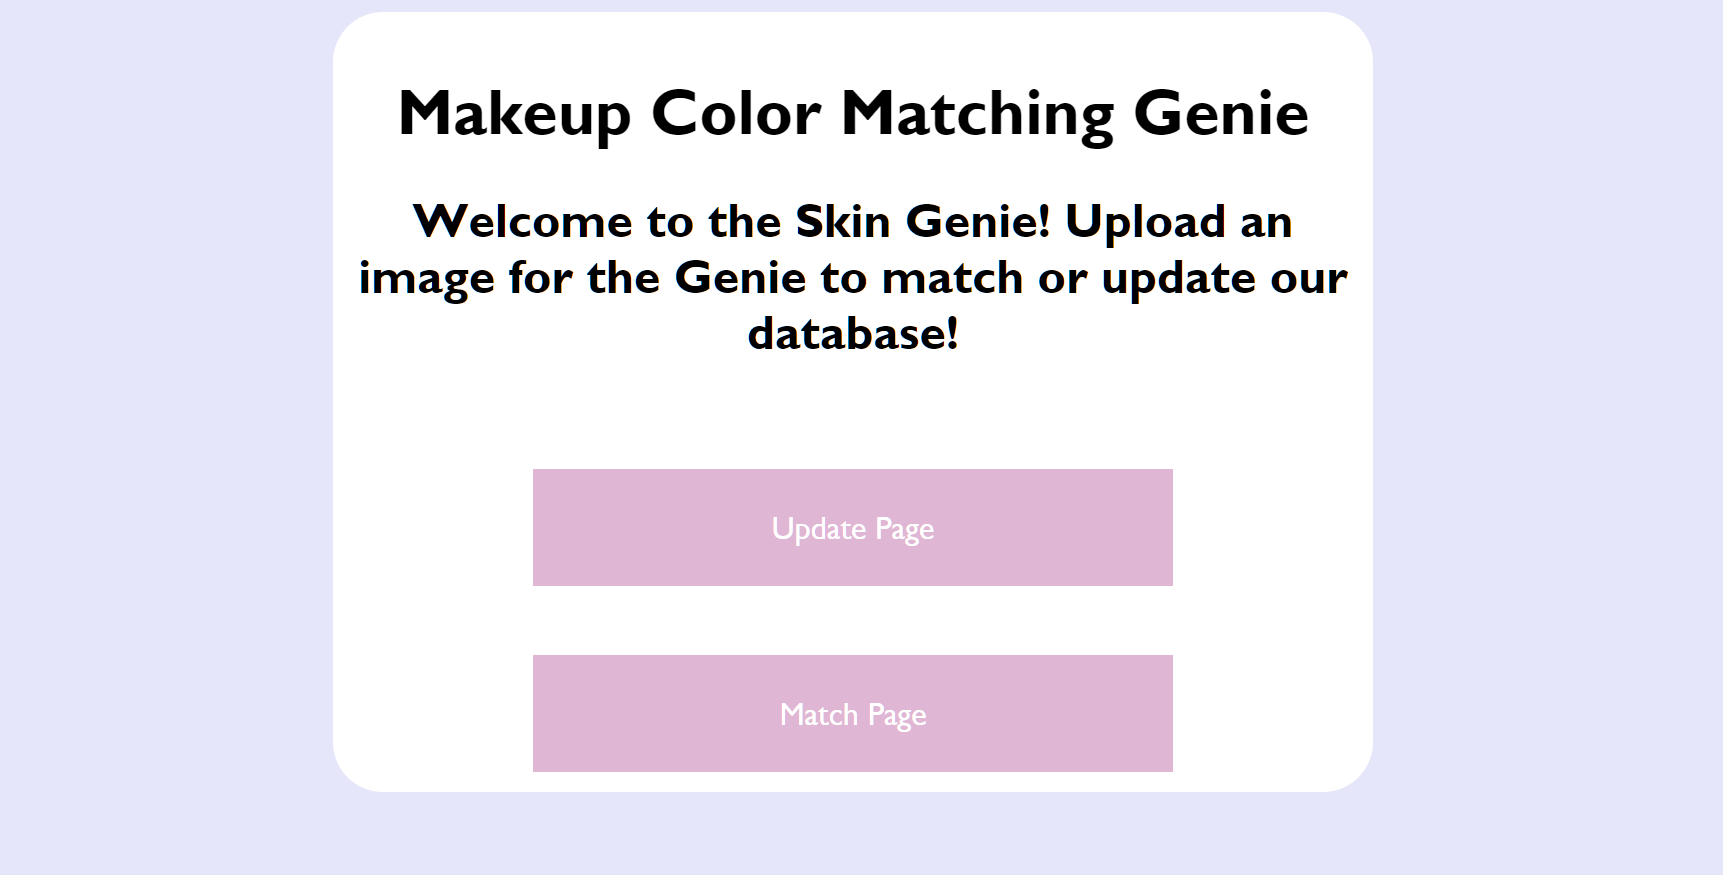 Makeup Color Matching Genie
Welcome to the Skin Genie! Upload an
image for the Genie to match or update our
database!
Update Page
Match Page